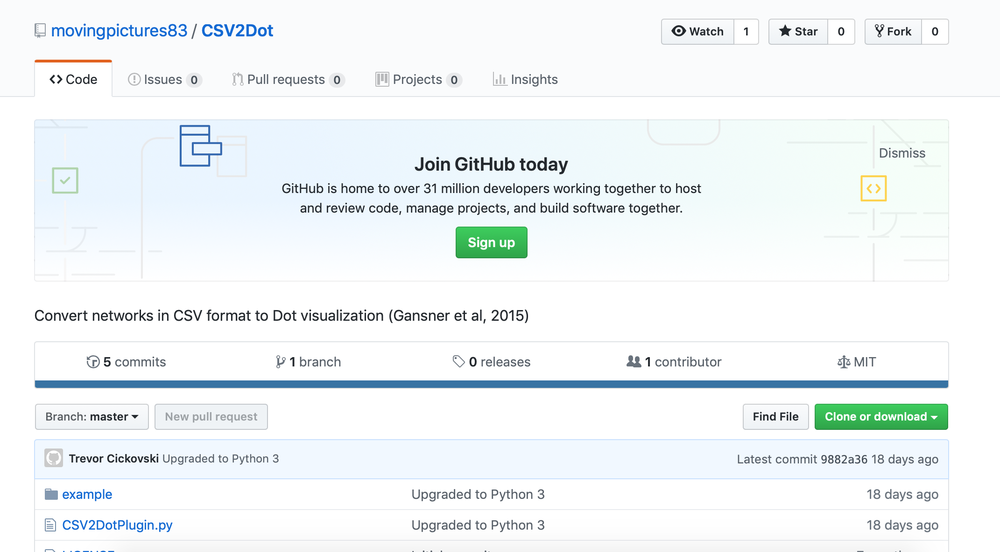 movingpictures83 / CSV2Dot
Watch 1 Star 0 Fork 0
Code Issues 0 Pull requests 0 Projects 0 Insights
Dismiss
Join GitHub today
GitHub is home to over 31 million developers working together to host
and review code, manage projects, and build software together.
Sign up
Convert networks in CSV format to Dot visualization (Gansner et al, 2015)
5 commits 1 branch 0 releases 1 contributor MIT
Branch: master New pull request Find File Clone or download
Trevor Cickovski Upgraded to Python 3 Latest commit 9882a36 18 days ago
example Upgraded to Python 3 18 days ago
CSV2DotPlugin.py Upgraded to Python 3 18 days ago
LICENSE